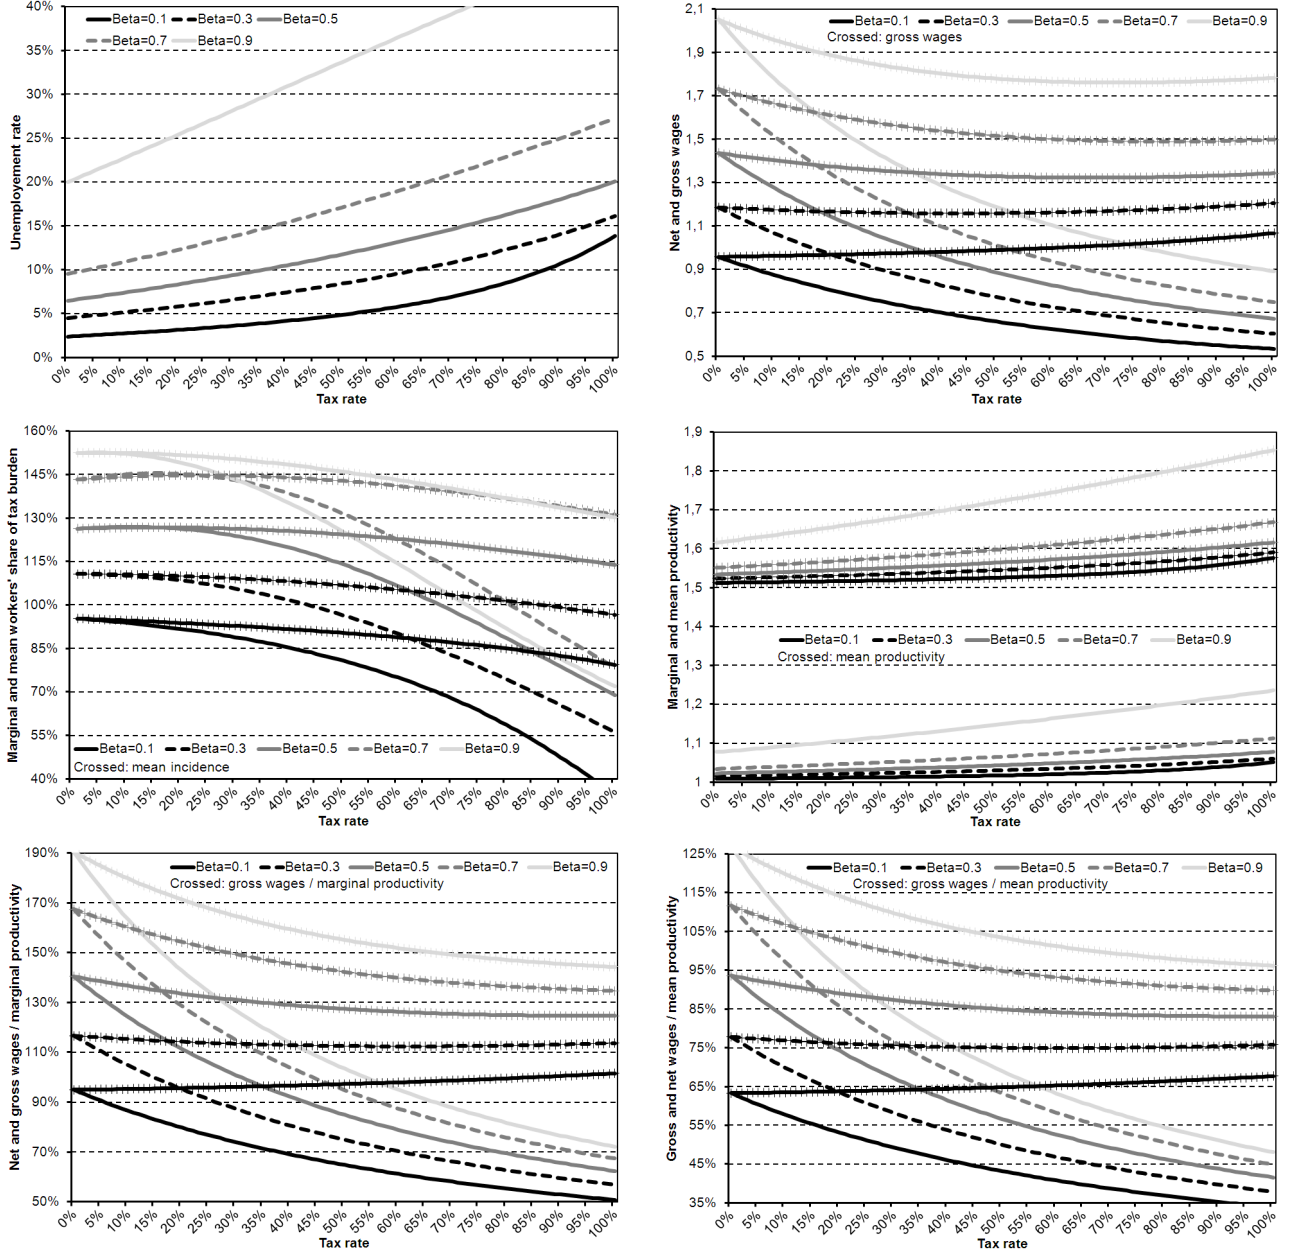 40%
35%
30%
25%
20%
15%
10%
5%
0%
Unemployement rate
Beta=0.1 Beta=0.3 Beta=0.5
Beta=0.7 Beta=0.9
0% 5% 10% 15% 20% 25% 30% 35% 40% 45% 50% 55% 60% 65% 70% 75% 80% 85% 90% 95% 100%
Tax rate
2,1
1,9
1,7
1,5
1,3
1,1
0,9
0,7
0,5
Net and gross wages
Beta=0.1 Beta=0.3 Beta=0.5 Beta=0.7 Beta=0.9
Crossed: gross wages
0% 5% 10% 15% 20% 25% 30% 35% 40% 45% 50% 55% 60% 65% 70% 75% 80% 85% 90% 95% 100%
Tax rate
160%
145%
130%
115%
100%
85%
70%
55%
40%
Marginal and mean workers' share of tax burden
Beta=0.1 Beta=0.3 Beta=0.5 Beta=0.7 Beta=0.9
Crossed: mean incidence
0% 5% 10% 15% 20% 25% 30% 35% 40% 45% 50% 55% 60% 65% 70% 75% 80% 85% 90% 95% 100%
Tax rate
1,9
1,8
1,7
1,6
1,5
1,4
1,3
1,2
1,1
1
Marginal and mean productivity
Beta=0.1 Beta=0.3 Beta=0.5 Beta=0.7 Beta=0.9
Crossed: mean productivity
0% 5% 10% 15% 20% 25% 30% 35% 40% 45% 50% 55% 60% 65% 70% 75% 80% 85% 90% 95% 100%
Tax rate
190%
170%
150%
130%
110%
90%
70%
50%
Net and gross wages / marginal productivity
Beta=0.1 Beta=0.3 Beta=0.5 Beta=0.7 Beta=0.9
Crossed: gross wages / marginal productivity
0% 5% 10% 15% 20% 25% 30% 35% 40% 45% 50% 55% 60% 65% 70% 75% 80% 85% 90% 95% 100%
Tax rate
125%
115%
105%
95%
85%
75%
65%
55%
45%
35%
Gross and net wages / mean productivity
Beta=0.1 Beta=0.3 Beta=0.5 Beta=0.7 Beta=0.9
Crossed: gross wages / mean productivity
0% 5% 10% 15% 20% 25% 30% 35% 40% 45% 50% 55% 60% 65% 70% 75% 80% 85% 90% 95% 100%
Tax rate